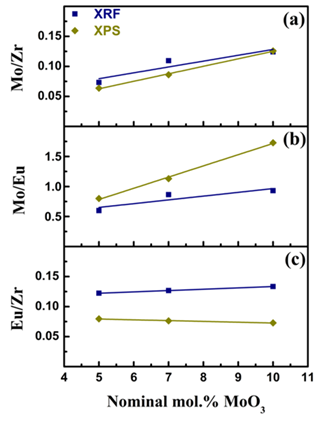 XRF
XPS
(a)
0.15
0.10
0.05
Mo/Zr
(b)
1.5
1.0
0.5
Mo/Eu
(c)
0.15
0.10
0.05
Eu/Zr
4 5 6 7 8 9 10 11
Nominal mol.% MoO₃